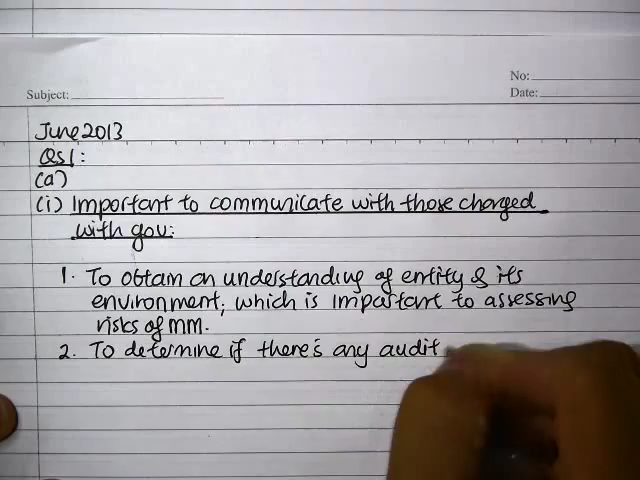 No:
Subject:
Date:
June 2013
Qs1:
(a)
(i) Important to communicate with those charged
with gov:
1. To obtain an understanding of entity & its
environment, which is important to assessing
risks of MM.
2. To determine if there's any audit